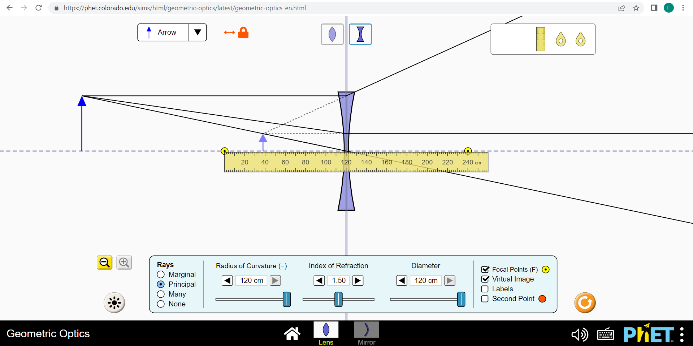 https://phet.colorado.edu/sims/html/geometric-optics/latest/geometric-optics_en.html
Arrow
20 40 60 80 100 120 140 160 180 200 220 240 cm
Rays
Marginal
Principal
Many
None
Radius of Curvature (−)
120 cm
Index of Refraction
1.50
Diameter
120 cm
Focal Points (F)
Virtual Image
Labels
Second Point
Geometric Optics
Lens
Mirror
PhET